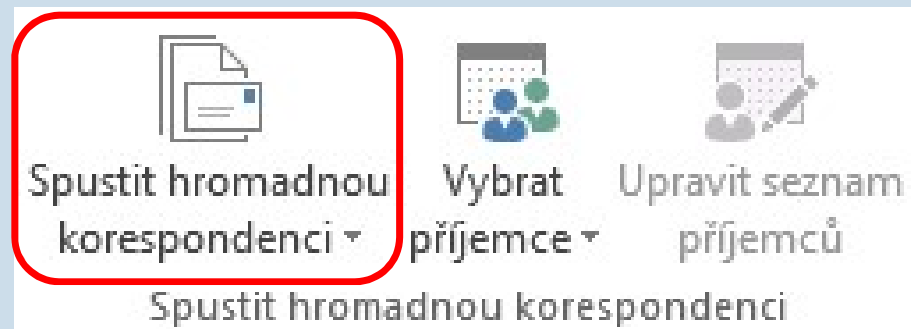 Spustit hromadnou Vybrat Upravit seznam
korespondenci příjemce příjemců
Spustit hromadnou korespondenci